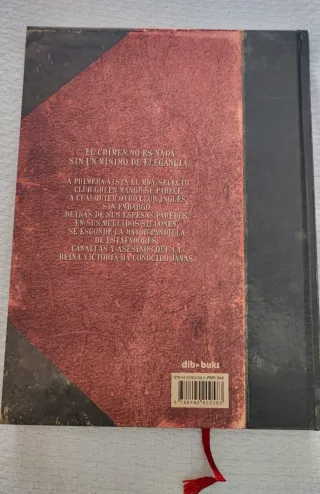 EL CRIMEN NO ES NADA
SIN UN MÍNIMO DE ELEGANCIA.
A PRIMERA VISTA EL MUY SELECTO
CLUB GREEN MANOR SE PARECE
A CUALQUIER OTRO CLUB INGLÉS.
SIN EMBARGO,
DETRÁS DE SUS ESPESAS PAREDES,
EN SUS MULLIDOS SILLONES,
SE ESCONDE LA MAYOR PANDILLA
DE ESTAFADORES,
CANALLAS Y ASESINOS QUE LA
REINA VICTORIA HA CONOCIDO JAMÁS.
dib·buks